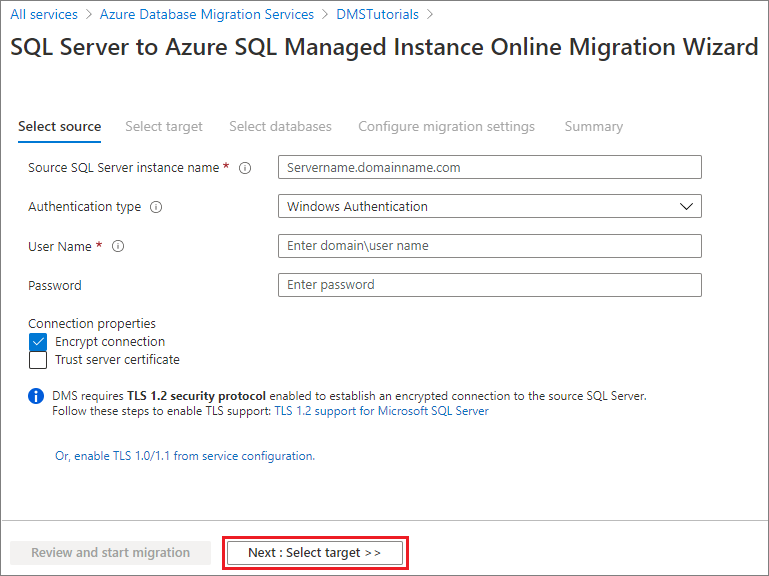 All services > Azure Database Migration Services > DMSTutorials >
SQL Server to Azure SQL Managed Instance Online Migration Wizard
Select source Select target Select databases Configure migration settings Summary
Source SQL Server instance name * Servername.domainname.com
Authentication type Windows Authentication
User Name * Enter domain\user name
Password Enter password
Connection properties
Encrypt connection
Trust server certificate
DMS requires TLS 1.2 security protocol enabled to establish an encrypted connection to the source SQL Server.
Follow these steps to enable TLS support: TLS 1.2 support for Microsoft SQL Server
Or, enable TLS 1.0/1.1 from service configuration.
Review and start migration Next : Select target >>